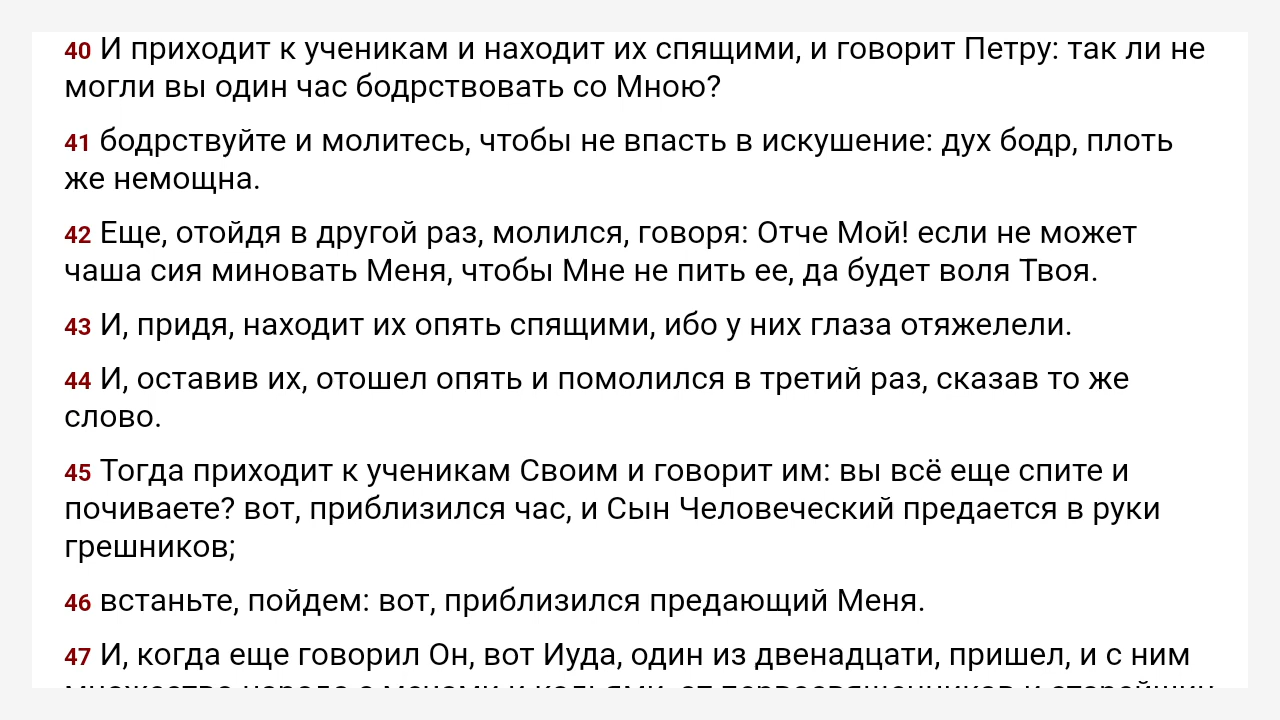 40 И приходит к ученикам и находит их спящими, и говорит Петру: так ли не
могли вы один час бодрствовать со Мною?
41 бодрствуйте и молитесь, чтобы не впасть в искушение: дух бодр, плоть
же немощна.
42 Еще, отойдя в другой раз, молился, говоря: Отче Мой! если не может
чаша сия миновать Меня, чтобы Мне не пить ее, да будет воля Твоя.
43 И, придя, находит их опять спящими, ибо у них глаза отяжелели.
44 И, оставив их, отошел опять и помолился в третий раз, сказав то же
слово.
45 Тогда приходит к ученикам Своим и говорит им: вы всё еще спите и
почиваете? вот, приблизился час, и Сын Человеческий предается в руки
грешников;
46 встаньте, пойдем: вот, приблизился предающий Меня.
47 И, когда еще говорил Он, вот Иуда, один из двенадцати, пришел, и с ним